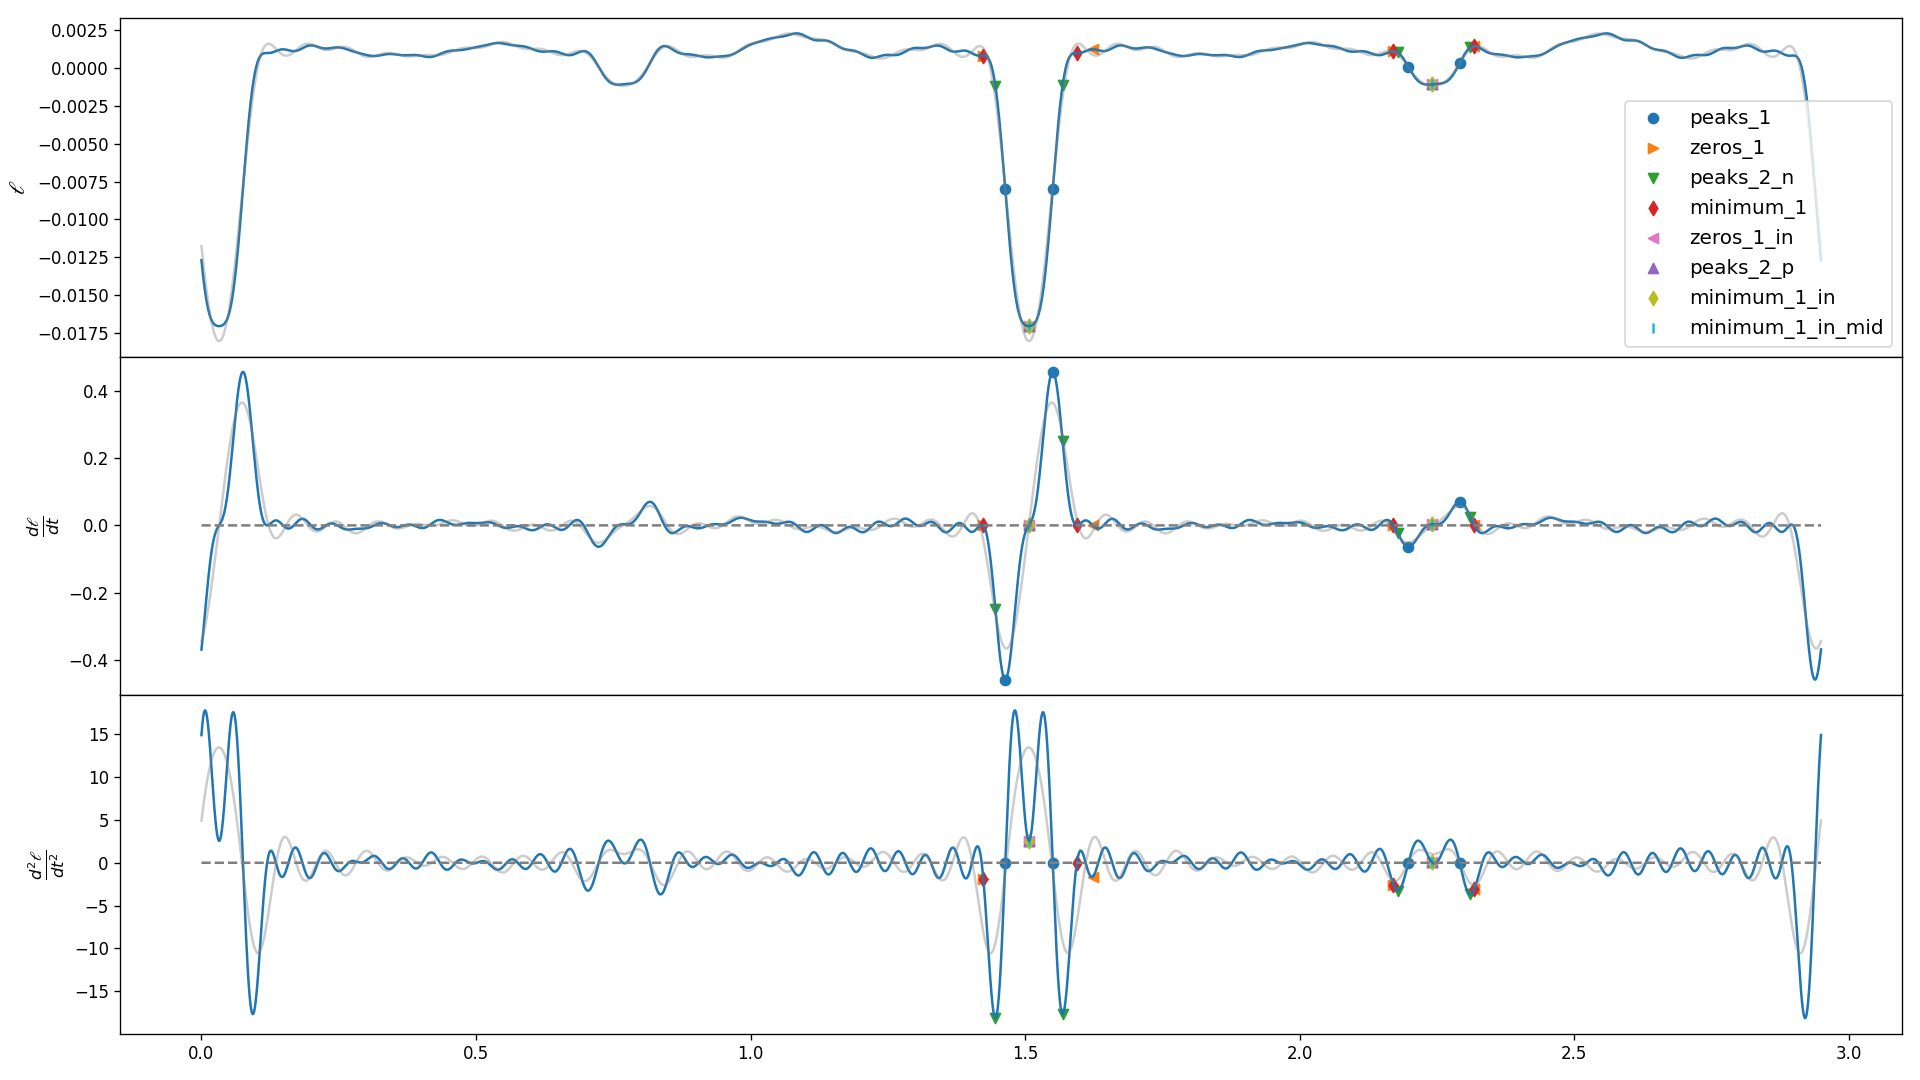 0.0025
0.0000
−0.0025
−0.0050
−0.0075
−0.0100
−0.0125
−0.0150
−0.0175
ℓ
peaks_1
zeros_1
peaks_2_n
minimum_1
zeros_1_in
peaks_2_p
minimum_1_in
minimum_1_in_mid
0.4
0.2
0.0
−0.2
−0.4
dℓ
dt
15
10
5
0
−5
−10
−15
d²ℓ
dt²
0.0 0.5 1.0 1.5 2.0 2.5 3.0